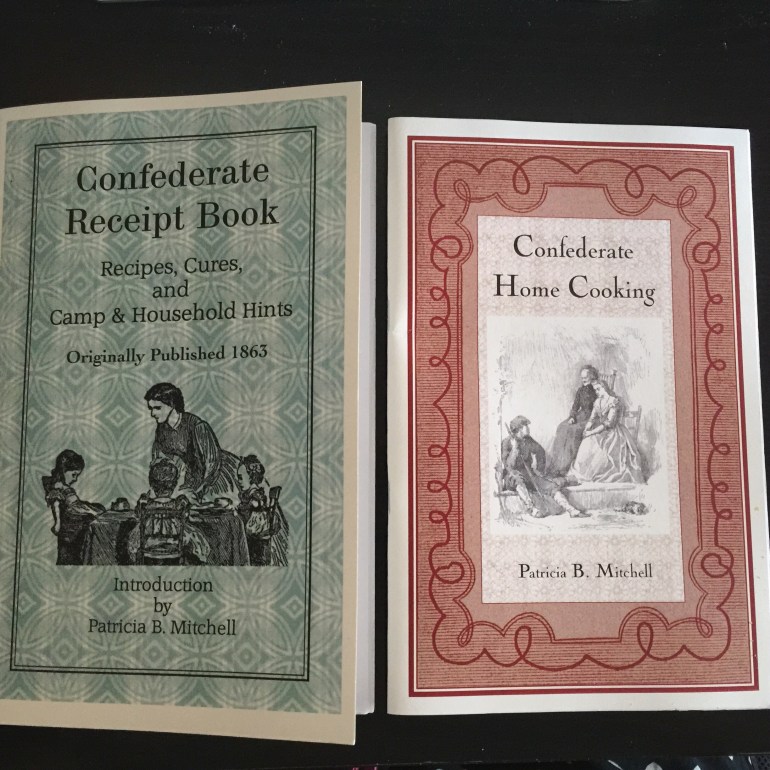 Confederate
Receipt Book
Recipes, Cures,
and
Camp & Household Hints
Originally Published 1863
Introduction
by
Patricia B. Mitchell
Confederate
Home Cooking
Patricia B. Mitchell